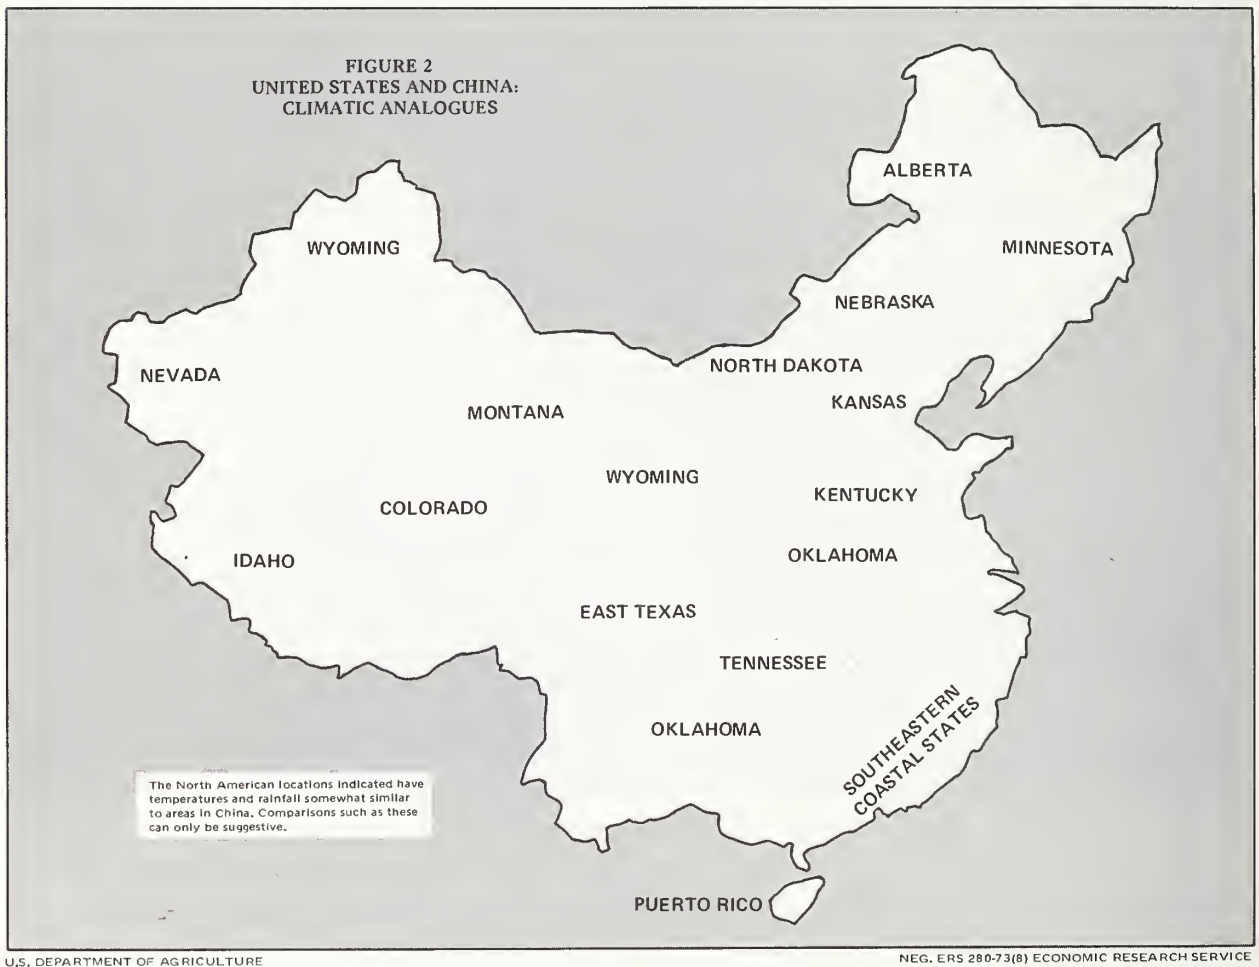 FIGURE 2
UNITED STATES AND CHINA:
CLIMATIC ANALOGUES
ALBERTA
WYOMING
MINNESOTA
NEBRASKA
NORTH DAKOTA
NEVADA
KANSAS
MONTANA
WYOMING
KENTUCKY
COLORADO
OKLAHOMA
IDAHO
EAST TEXAS
TENNESSEE
OKLAHOMA
SOUTHEASTERN
COASTAL STATES
The North American locations indicated have
temperatures and rainfall somewhat similar
to areas in China. Comparisons such as these
can only be suggestive.
PUERTO RICO
U.S. DEPARTMENT OF AGRICULTURE
NEG. ERS 280-73(8) ECONOMIC RESEARCH SERVICE